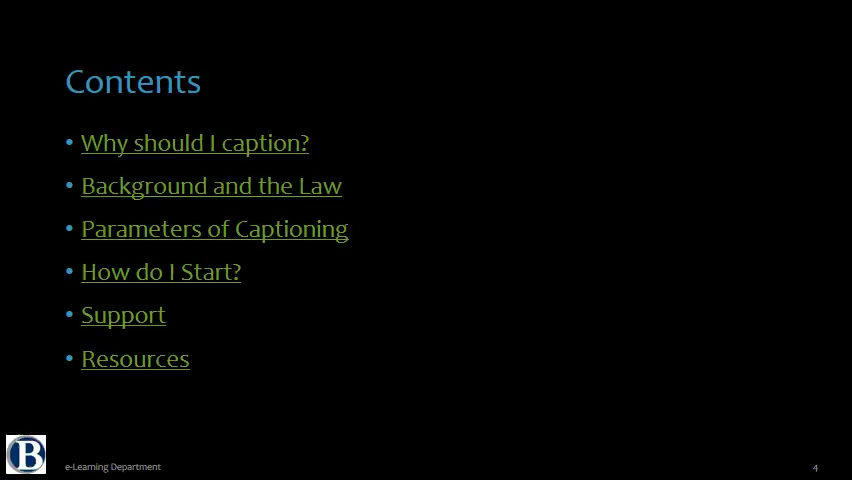 Contents
• Why should I caption?
• Background and the Law
• Parameters of Captioning
• How do I Start?
• Support
• Resources
B
e-Learning Department
4